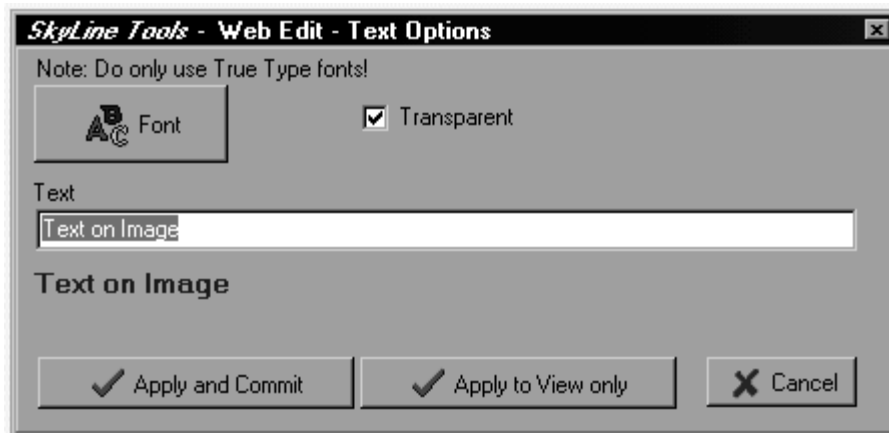 SkyLine Tools - Web Edit - Text Options
Note: Do only use True Type fonts!
ABC Font
Transparent
Text
Text on Image
Text on Image
Apply and Commit
Apply to View only
Cancel